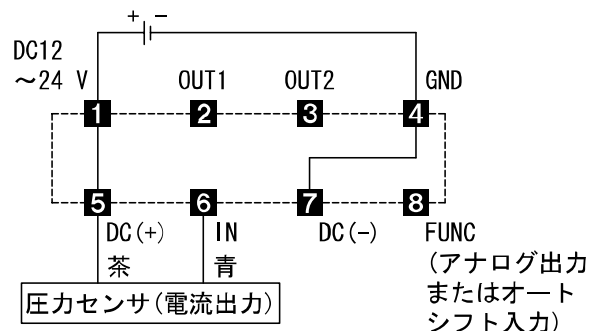 + −
DC12
～24 V
OUT1
OUT2
GND
1
2
3
4
5
6
7
8
DC(+)
IN
DC(−)
FUNC
茶
青
(アナログ出力
またはオート
シフト入力)
圧力センサ(電流出力)